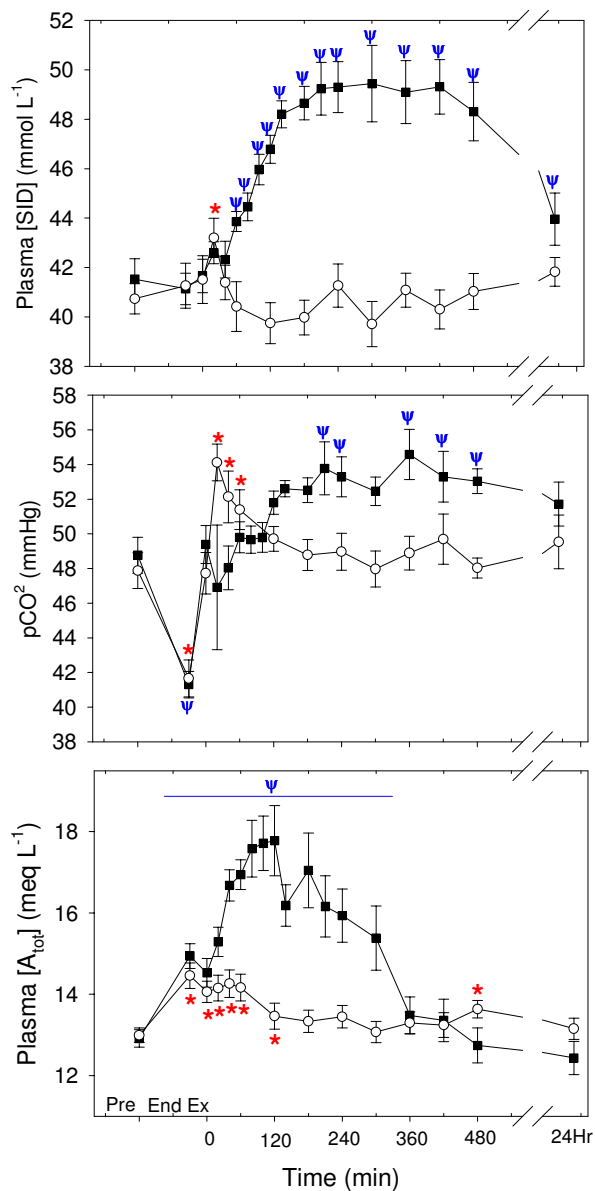 52
50
48
46
44
42
40
38
Plasma [SID] (mmol L⁻¹)
ψ ψ ψ ψ ψ ψ ψ ψ ψ ψ ψ ψ ψ ψ
*
58
56
54
52
50
48
46
44
42
40
38
pCO² (mmHg)
* * * *
ψ ψ ψ ψ ψ ψ
18
16
14
12
Plasma [Aₜₒₜ] (meq L⁻¹)
ψ
* * * * * * *
Pre End Ex
0 120 240 360 480 24Hr
Time (min)